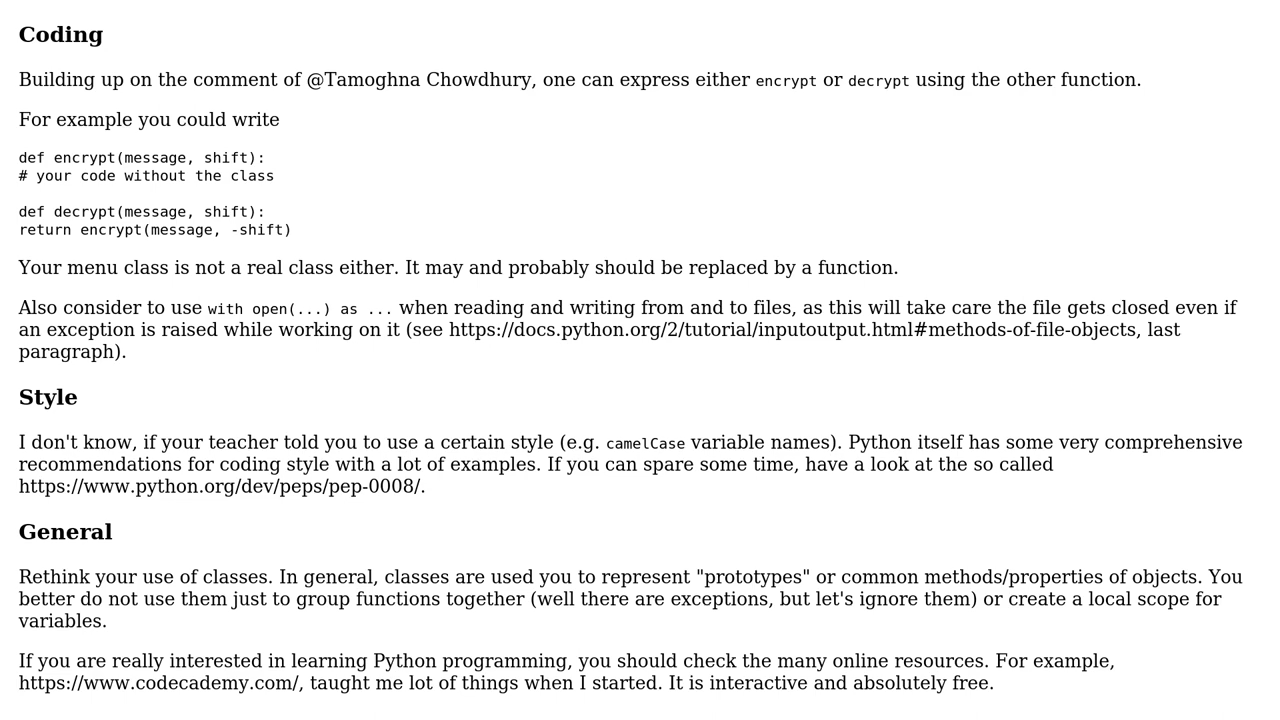 Coding
Building up on the comment of @Tamoghna Chowdhury, one can express either encrypt or decrypt using the other function.
For example you could write
def encrypt(message, shift):
# your code without the class
def decrypt(message, shift):
return encrypt(message, -shift)
Your menu class is not a real class either. It may and probably should be replaced by a function.
Also consider to use with open(...) as ... when reading and writing from and to files, as this will take care the file gets closed even if
an exception is raised while working on it (see https://docs.python.org/2/tutorial/inputoutput.html#methods-of-file-objects, last
paragraph).
Style
I don't know, if your teacher told you to use a certain style (e.g. camelCase variable names). Python itself has some very comprehensive
recommendations for coding style with a lot of examples. If you can spare some time, have a look at the so called
https://www.python.org/dev/peps/pep-0008/.
General
Rethink your use of classes. In general, classes are used you to represent "prototypes" or common methods/properties of objects. You
better do not use them just to group functions together (well there are exceptions, but let's ignore them) or create a local scope for
variables.
If you are really interested in learning Python programming, you should check the many online resources. For example,
https://www.codecademy.com/, taught me lot of things when I started. It is interactive and absolutely free.